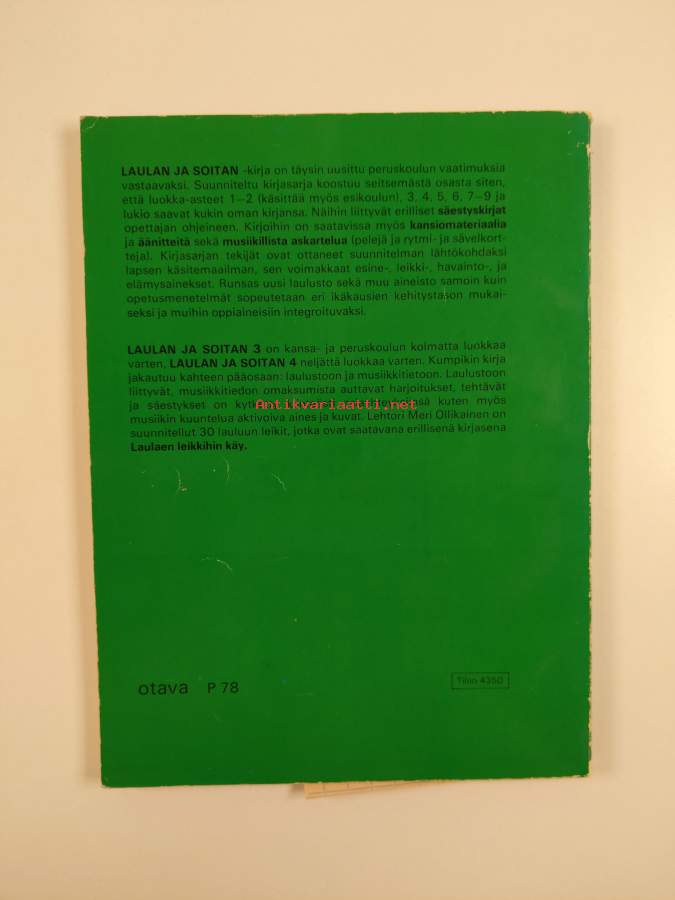 LAULAN JA SOITAN -kirja on täysin uusittu peruskoulun vaatimuksia
vastaavaksi. Suunniteltu kirjasarja koostuu seitsemästä osasta siten,
että luokka-asteet 1–2 (käsittää myös esikoulun), 3, 4, 5, 6, 7–9 ja
lukio saavat kukin oman kirjansa. Näihin liittyvät erilliset säestyskirjat
opettajan ohjeineen. Kirjoihin on saatavissa myös kansiomateriaalia
ja äänitteitä sekä musiikillista askartelua (pelejä ja rytmi- ja sävelkort-
teja). Kirjasarjan tekijät ovat ottaneet suunnitelman lähtökohdaksi
lapsen käsitemaailman, sen voimakkaat esine-, leikki-, havainto-, ja
elämysainekset. Runsas uusi laulusto sekä muu aineisto samoin kuin
opetusmenetelmät sopeutetaan eri ikäkausien kehitystason mukai-
seksi ja muihin oppiaineisiin integroituvaksi.
LAULAN JA SOITAN 3 on kansa- ja peruskoulun kolmatta luokkaa
varten, LAULAN JA SOITAN 4 neljättä luokkaa varten. Kumpikin kirja
jakautuu kahteen pääosaan: laulustoon ja musiikkitietoon. Laulustoon
liittyvät, musiikkitiedon omaksumista auttavat harjoitukset, tehtävät
ja säestykset on kuten myös
Antikvariaatti.net
musiikin kuuntelua aktivoiva aines ja kuvat. Lehtori Meri Ollikainen on
suunnitellut 30 lauluun leikit, jotka ovat saatavana erillisenä kirjasena
Laulaen leikkihin käy.
otava P 78
Tilin 4350